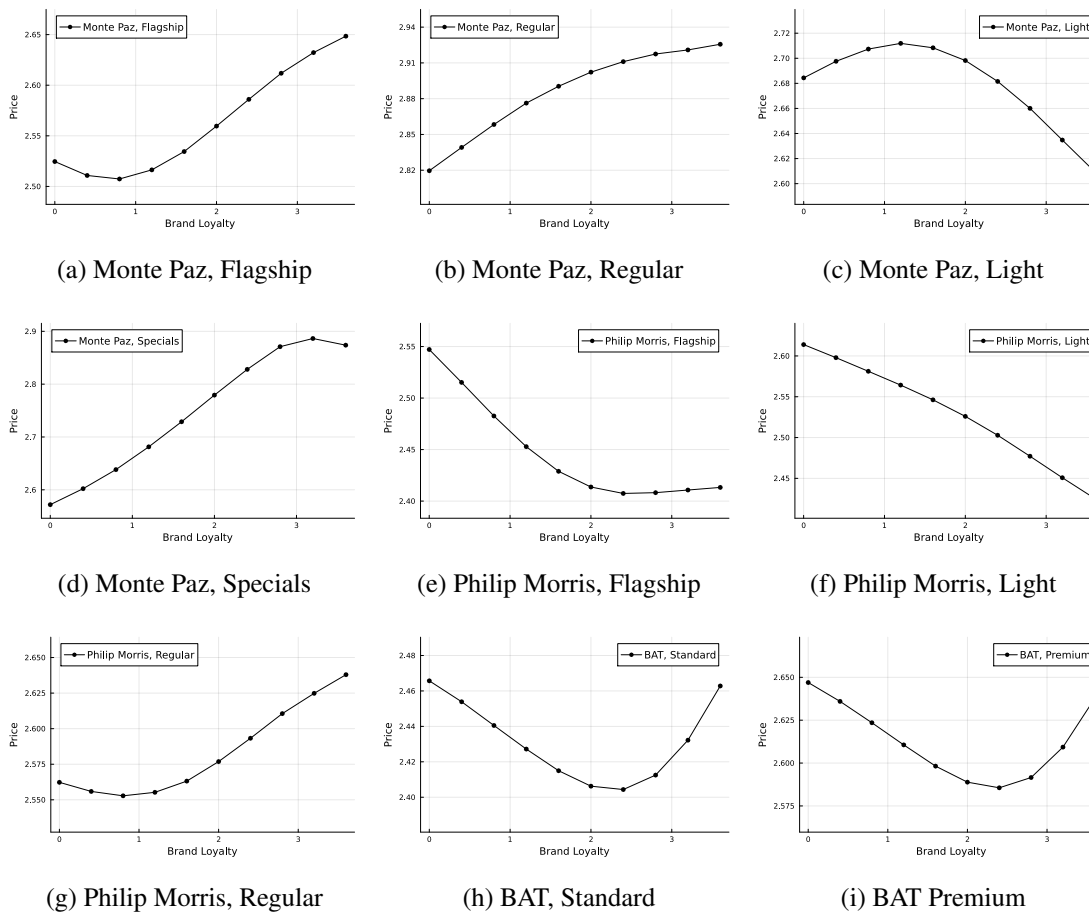 Monte Paz, Flagship
Price
2.65
2.60
2.55
2.50
0
1
2
3
Brand Loyalty
(a) Monte Paz, Flagship
Monte Paz, Regular
Price
2.94
2.91
2.88
2.85
2.82
0
1
2
3
Brand Loyalty
(b) Monte Paz, Regular
Monte Paz, Light
Price
2.72
2.70
2.68
2.66
2.64
2.62
2.60
0
1
2
3
Brand Loyalty
(c) Monte Paz, Light
Monte Paz, Specials
Price
2.9
2.8
2.7
2.6
0
1
2
3
Brand Loyalty
(d) Monte Paz, Specials
Philip Morris, Flagship
Price
2.55
2.50
2.45
2.40
0
1
2
3
Brand Loyalty
(e) Philip Morris, Flagship
Philip Morris, Light
Price
2.60
2.55
2.50
2.45
0
1
2
3
Brand Loyalty
(f) Philip Morris, Light
Philip Morris, Regular
Price
2.650
2.625
2.600
2.575
2.550
0
1
2
3
Brand Loyalty
(g) Philip Morris, Regular
BAT, Standard
Price
2.48
2.46
2.44
2.42
2.40
0
1
2
3
Brand Loyalty
(h) BAT, Standard
BAT, Premium
Price
2.650
2.625
2.600
2.575
0
1
2
3
Brand Loyalty
(i) BAT Premium